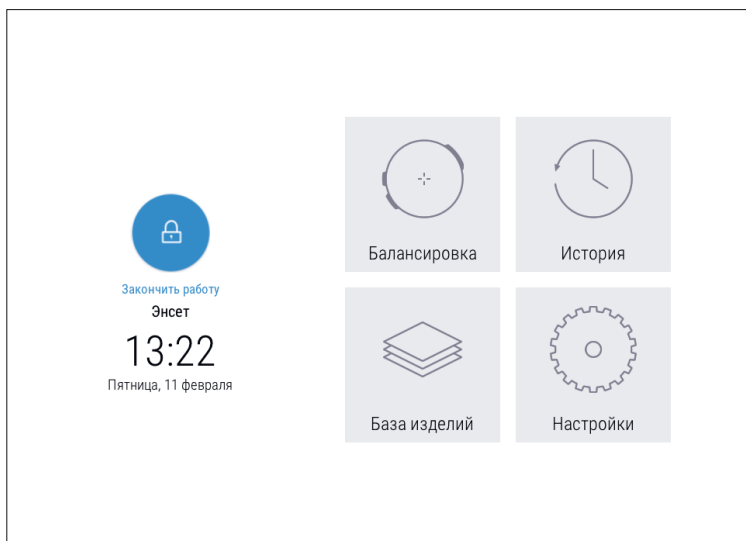 Закончить работу
Энсет
13:22
Пятница, 11 февраля
Балансировка
История
База изделий
Настройки